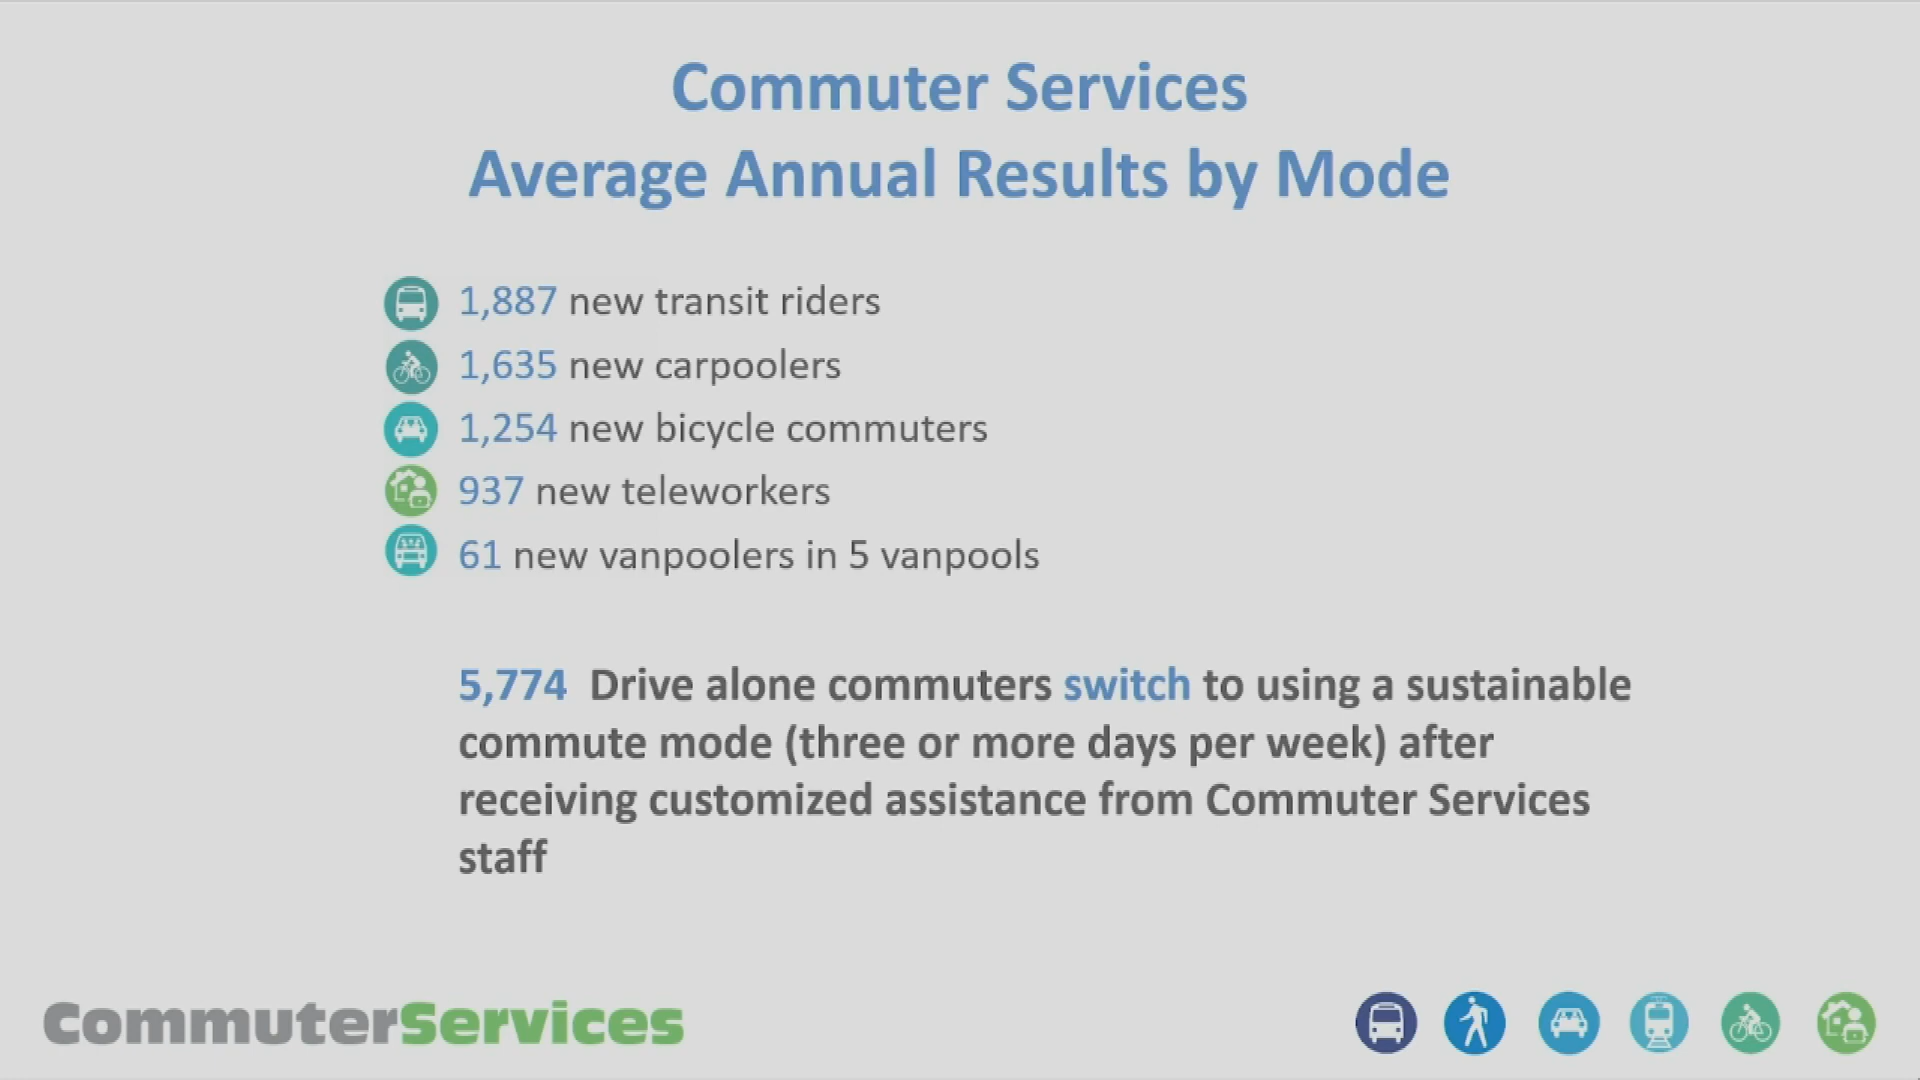 Commuter Services
Average Annual Results by Mode
1,887 new transit riders
1,635 new carpoolers
1,254 new bicycle commuters
937 new teleworkers
61 new vanpoolers in 5 vanpools
5,774 Drive alone commuters switch to using a sustainable
commute mode (three or more days per week) after
receiving customized assistance from Commuter Services
staff
CommuterServices